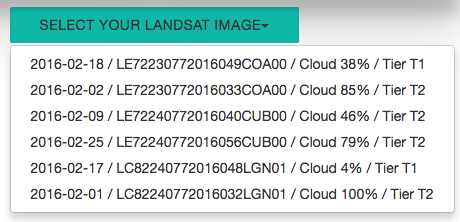 SELECT YOUR LANDSAT IMAGE
2016-02-18 / LE72230772016049COA00 / Cloud 38% / Tier T1
2016-02-02 / LE72230772016033COA00 / Cloud 85% / Tier T2
2016-02-09 / LE72240772016040CUB00 / Cloud 46% / Tier T2
2016-02-25 / LE72240772016056CUB00 / Cloud 79% / Tier T2
2016-02-17 / LC82240772016048LGN01 / Cloud 4% / Tier T1
2016-02-01 / LC82240772016032LGN01 / Cloud 100% / Tier T2